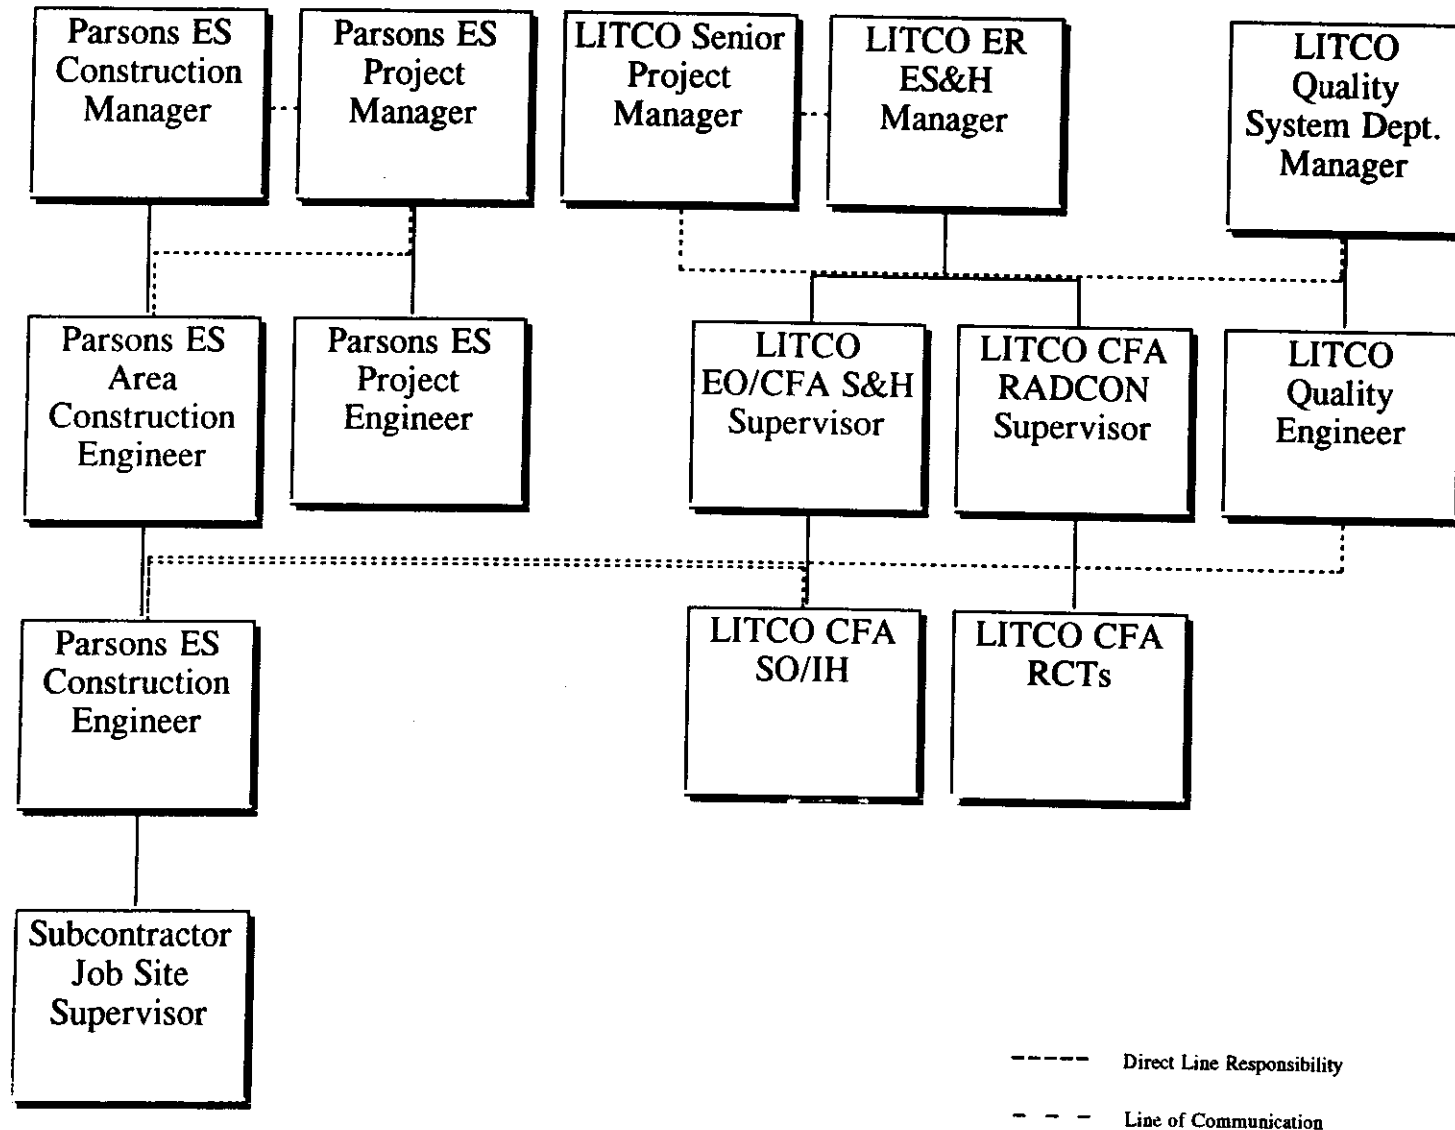 Parsons ES
Construction
Manager
Parsons ES
Project
Manager
LITCO Senior
Project
Manager
LITCO ER
ES&H
Manager
LITCO
Quality
System Dept.
Manager
Parsons ES
Area
Construction
Engineer
Parsons ES
Project
Engineer
LITCO
EO/CFA S&H
Supervisor
LITCO CFA
RADCON
Supervisor
LITCO
Quality
Engineer
Parsons ES
Construction
Engineer
LITCO CFA
SO/IH
LITCO CFA
RCTs
Subcontractor
Job Site
Supervisor
Direct Line Responsibility
Line of Communication